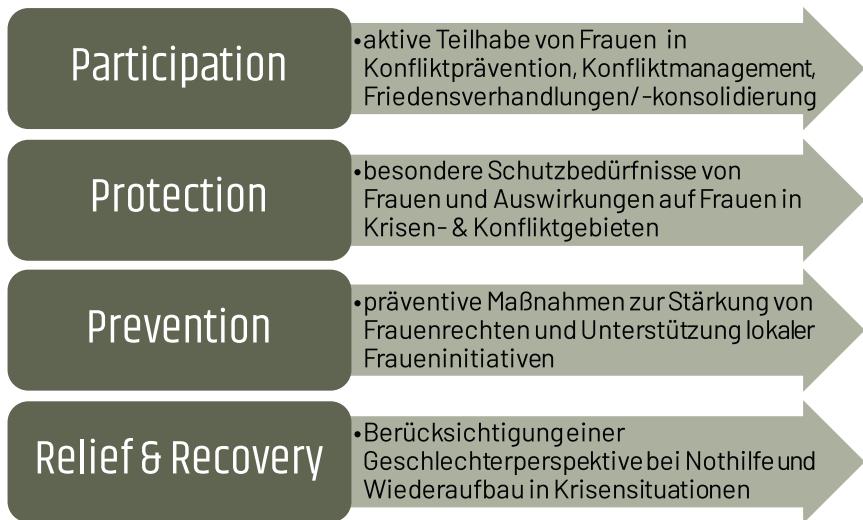 Participation
•aktive Teilhabe von Frauen in
Konfliktprävention, Konfliktmanagement,
Friedensverhandlungen/-konsolidierung
Protection
•besondere Schutzbedürfnisse von
Frauen und Auswirkungen auf Frauen in
Krisen- & Konfliktgebieten
Prevention
•präventive Maßnahmen zur Stärkung von
Frauenrechten und Unterstützung lokaler
Fraueninitiativen
Relief & Recovery
•Berücksichtigung einer
Geschlechterperspektive bei Nothilfe und
Wiederaufbau in Krisensituationen